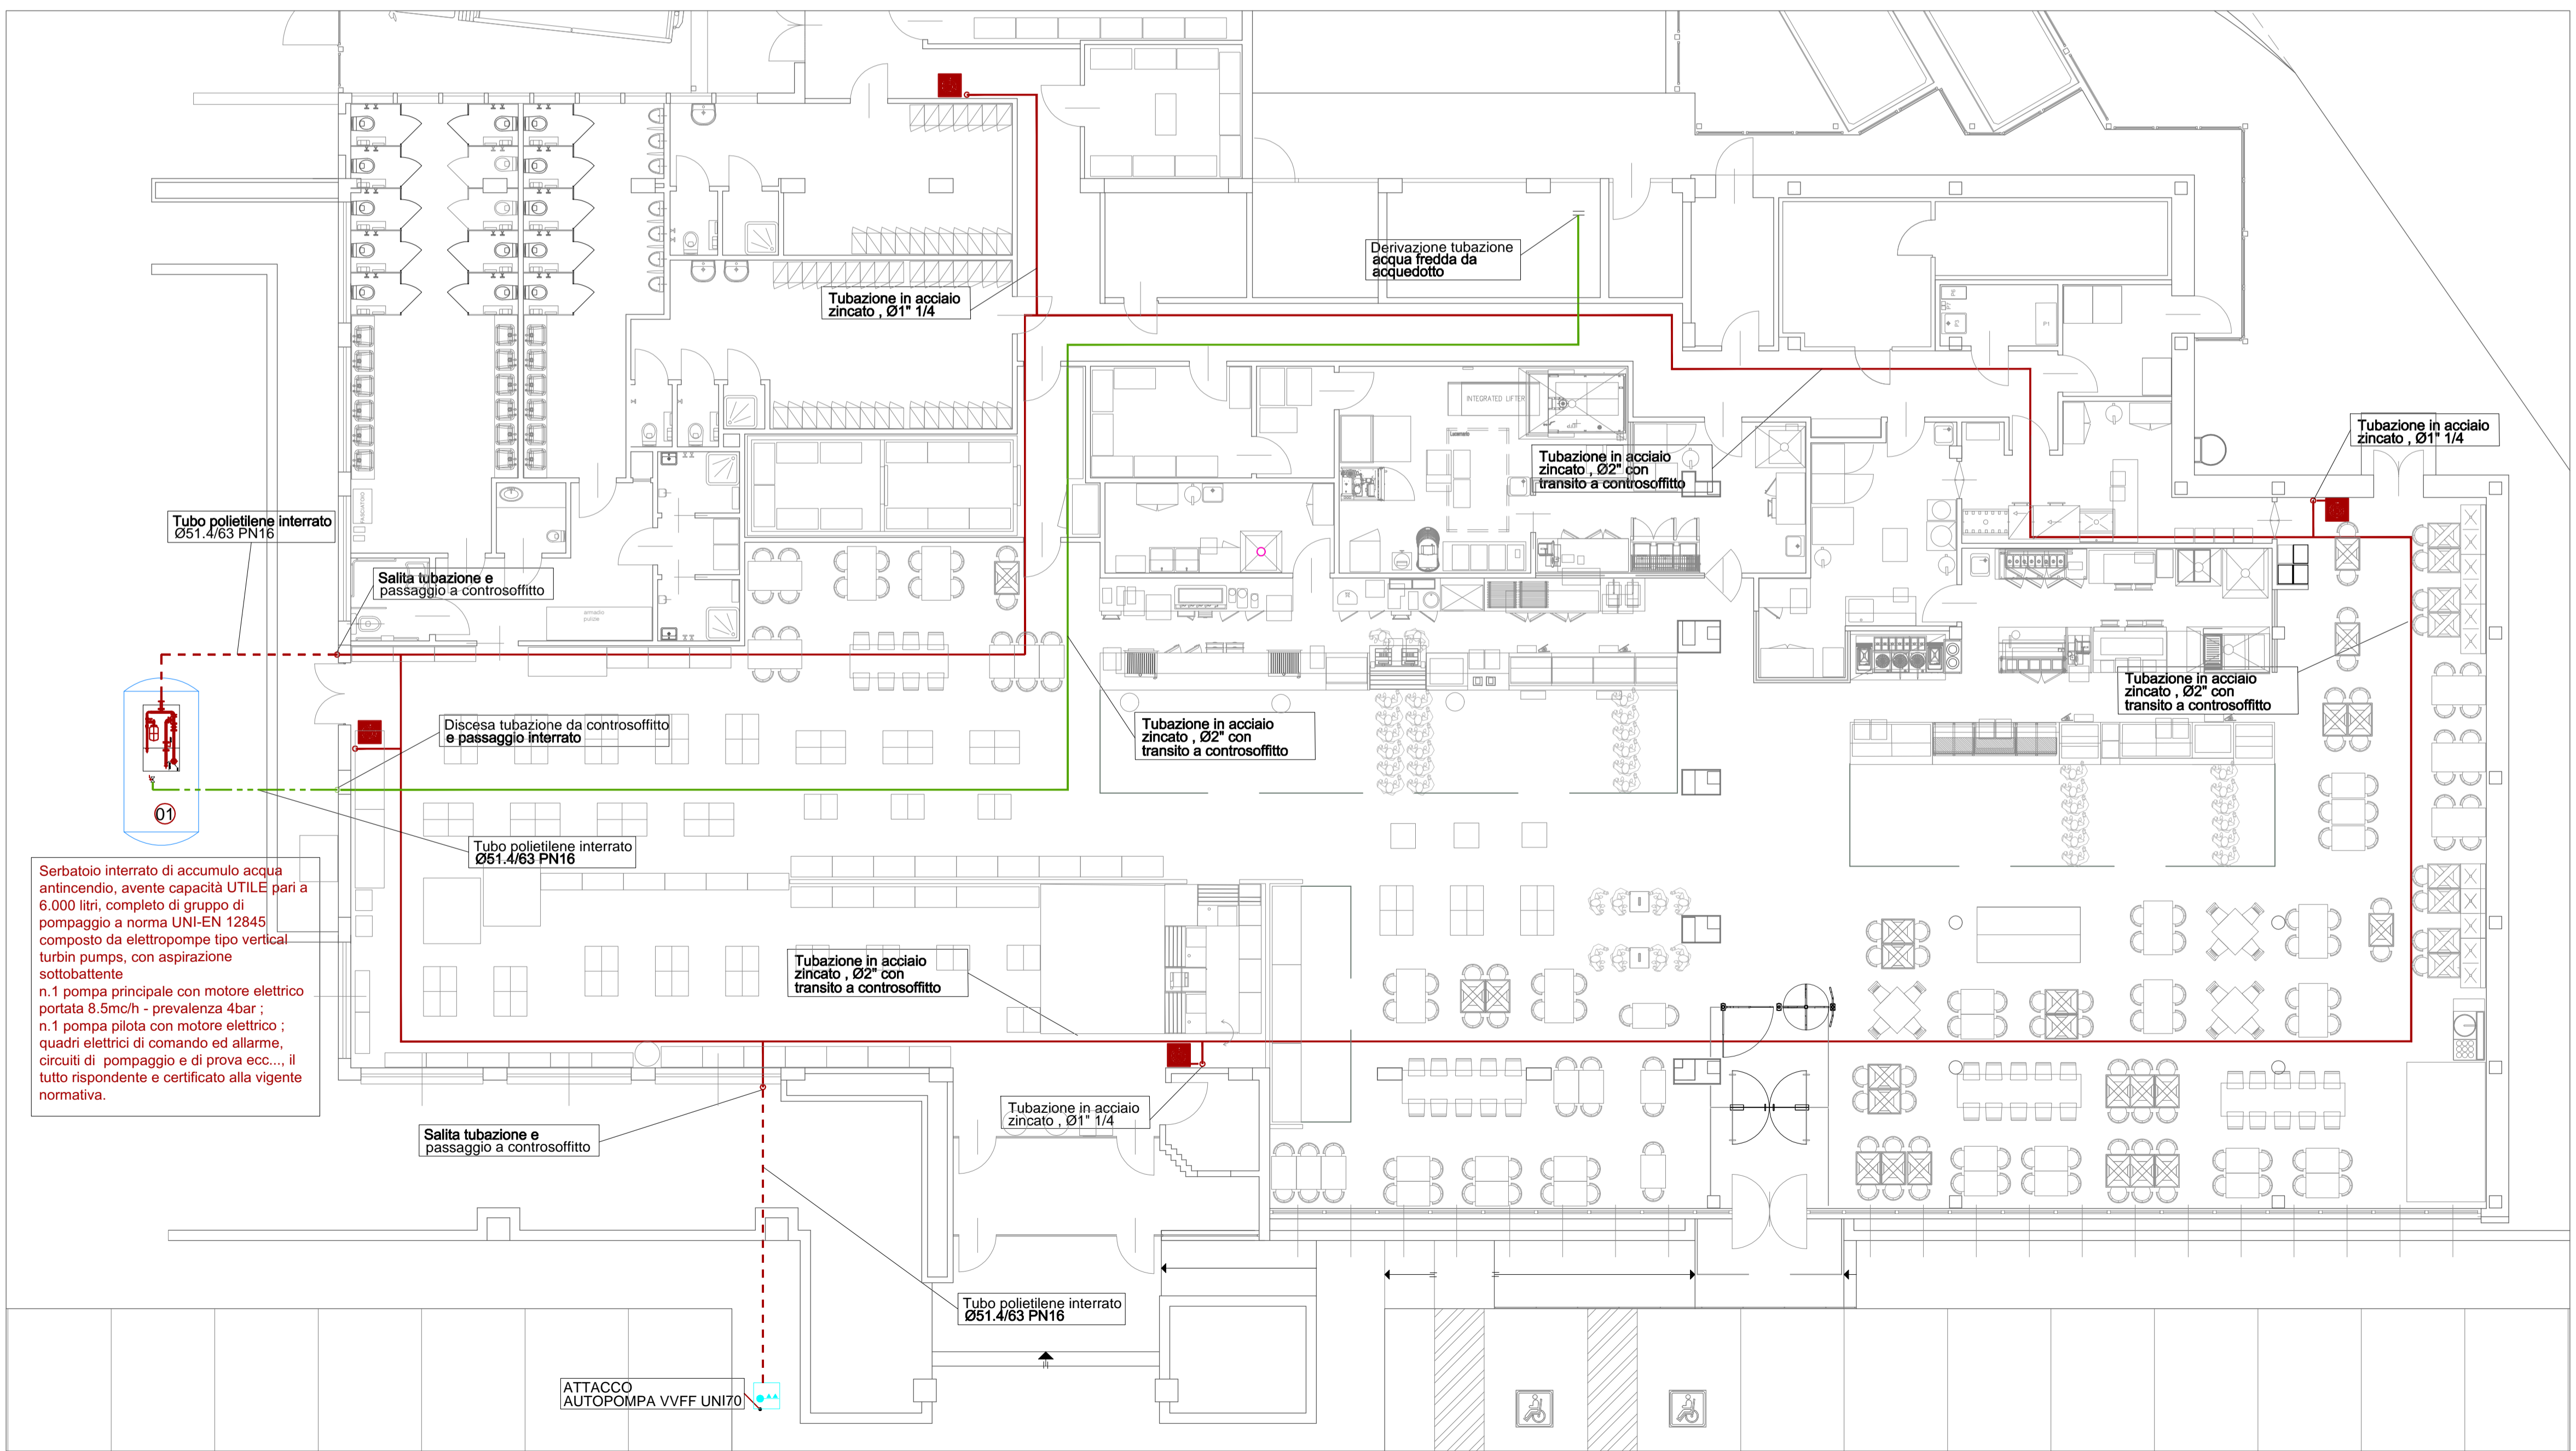 Derivazione tubazione
acqua fredda da
acquedotto
Tubazione in acciaio
zincato , Ø1" 1/4
P1
INTEGRATED LIFTER
Tubazione in acciaio
zincato , Ø2" con
transito a controsoffitto
Tubazione in acciaio
zincato , Ø1" 1/4
FASCIATOIO
Tubo polietilene interrato
Ø51.4/63 PN16
Salita tubazione e
passaggio a controsoffitto
armadio
pulizie
Tubazione in acciaio
zincato , Ø2" con
transito a controsoffitto
Discesa tubazione da controsoffitto
e passaggio interrato
Tubazione in acciaio
zincato , Ø2" con
transito a controsoffitto
01
Tubo polietilene interrato
Ø51.4/63 PN16
Serbatoio interrato di accumulo acqua
antincendio, avente capacità UTILE pari a
6.000 litri, completo di gruppo di
pompaggio a norma UNI-EN 12845
composto da elettropompe tipo vertical
turbin pumps, con aspirazione
sottobattente
n.1 pompa principale con motore elettrico
portata 8.5mc/h - prevalenza 4bar ;
n.1 pompa pilota con motore elettrico ;
quadri elettrici di comando ed allarme,
circuiti di pompaggio e di prova ecc..., il
tutto rispondente e certificato alla vigente
normativa.
Tubazione in acciaio
zincato , Ø2" con
transito a controsoffitto
Tubazione in acciaio
zincato , Ø1" 1/4
Salita tubazione e
passaggio a controsoffitto
Tubo polietilene interrato
Ø51.4/63 PN16
ATTACCO
AUTOPOMPA VVFF UNI70